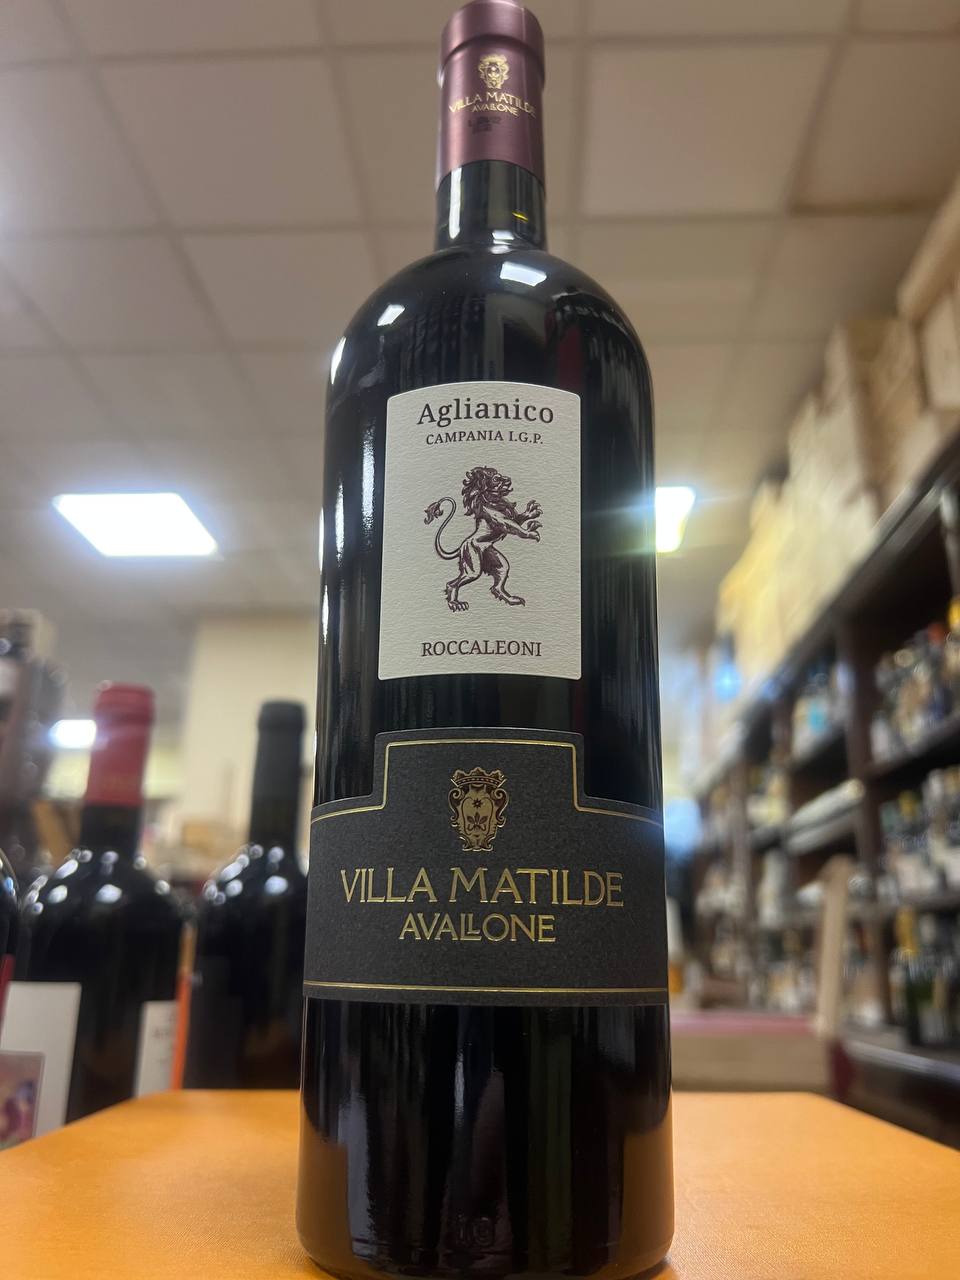 VILLA MATILDE
AVALLONE
Aglianico
CAMPANIA I.G.P.
ROCCALEONI
VILLA MATILDE
AVALLONE